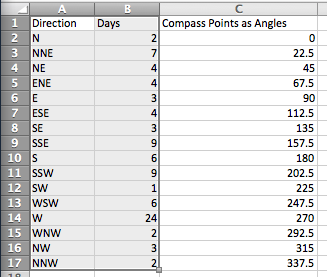 A B C
1 Direction Days Compass Points as Angles
2 N 2 0
3 NNE 7 22.5
4 NE 4 45
5 ENE 4 67.5
6 E 3 90
7 ESE 4 112.5
8 SE 3 135
9 SSE 9 157.5
10 S 6 180
11 SSW 9 202.5
12 SW 1 225
13 WSW 6 247.5
14 W 24 270
15 WNW 2 292.5
16 NW 3 315
17 NNW 2 337.5